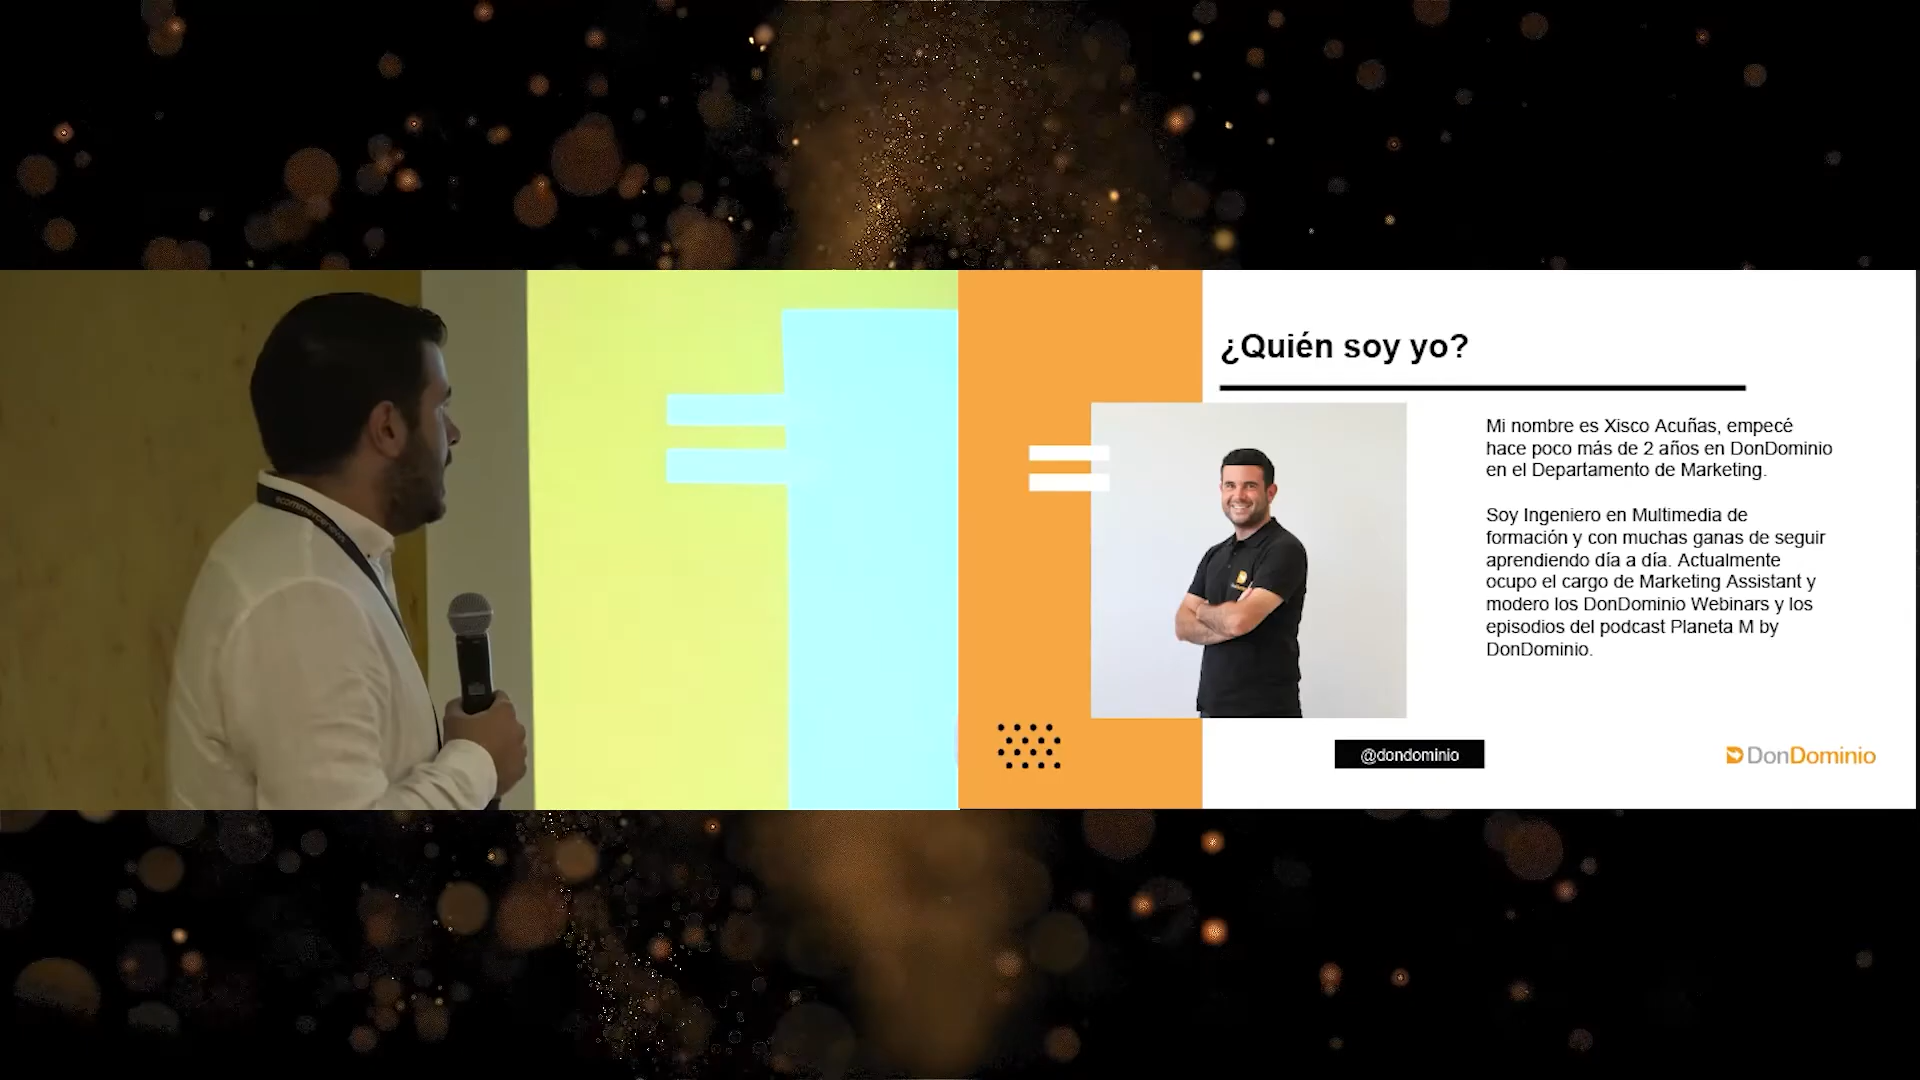 ecommercenews
¿Quién soy yo?
Mi nombre es Xisco Acuñas, empecé
hace poco más de 2 años en DonDominio
en el Departamento de Marketing.
Soy Ingeniero en Multimedia de
formación y con muchas ganas de seguir
aprendiendo día a día. Actualmente
ocupo el cargo de Marketing Assistant y
modero los DonDominio Webinars y los
episodios del podcast Planeta M by
DonDominio.
@dondominio
DonDominio